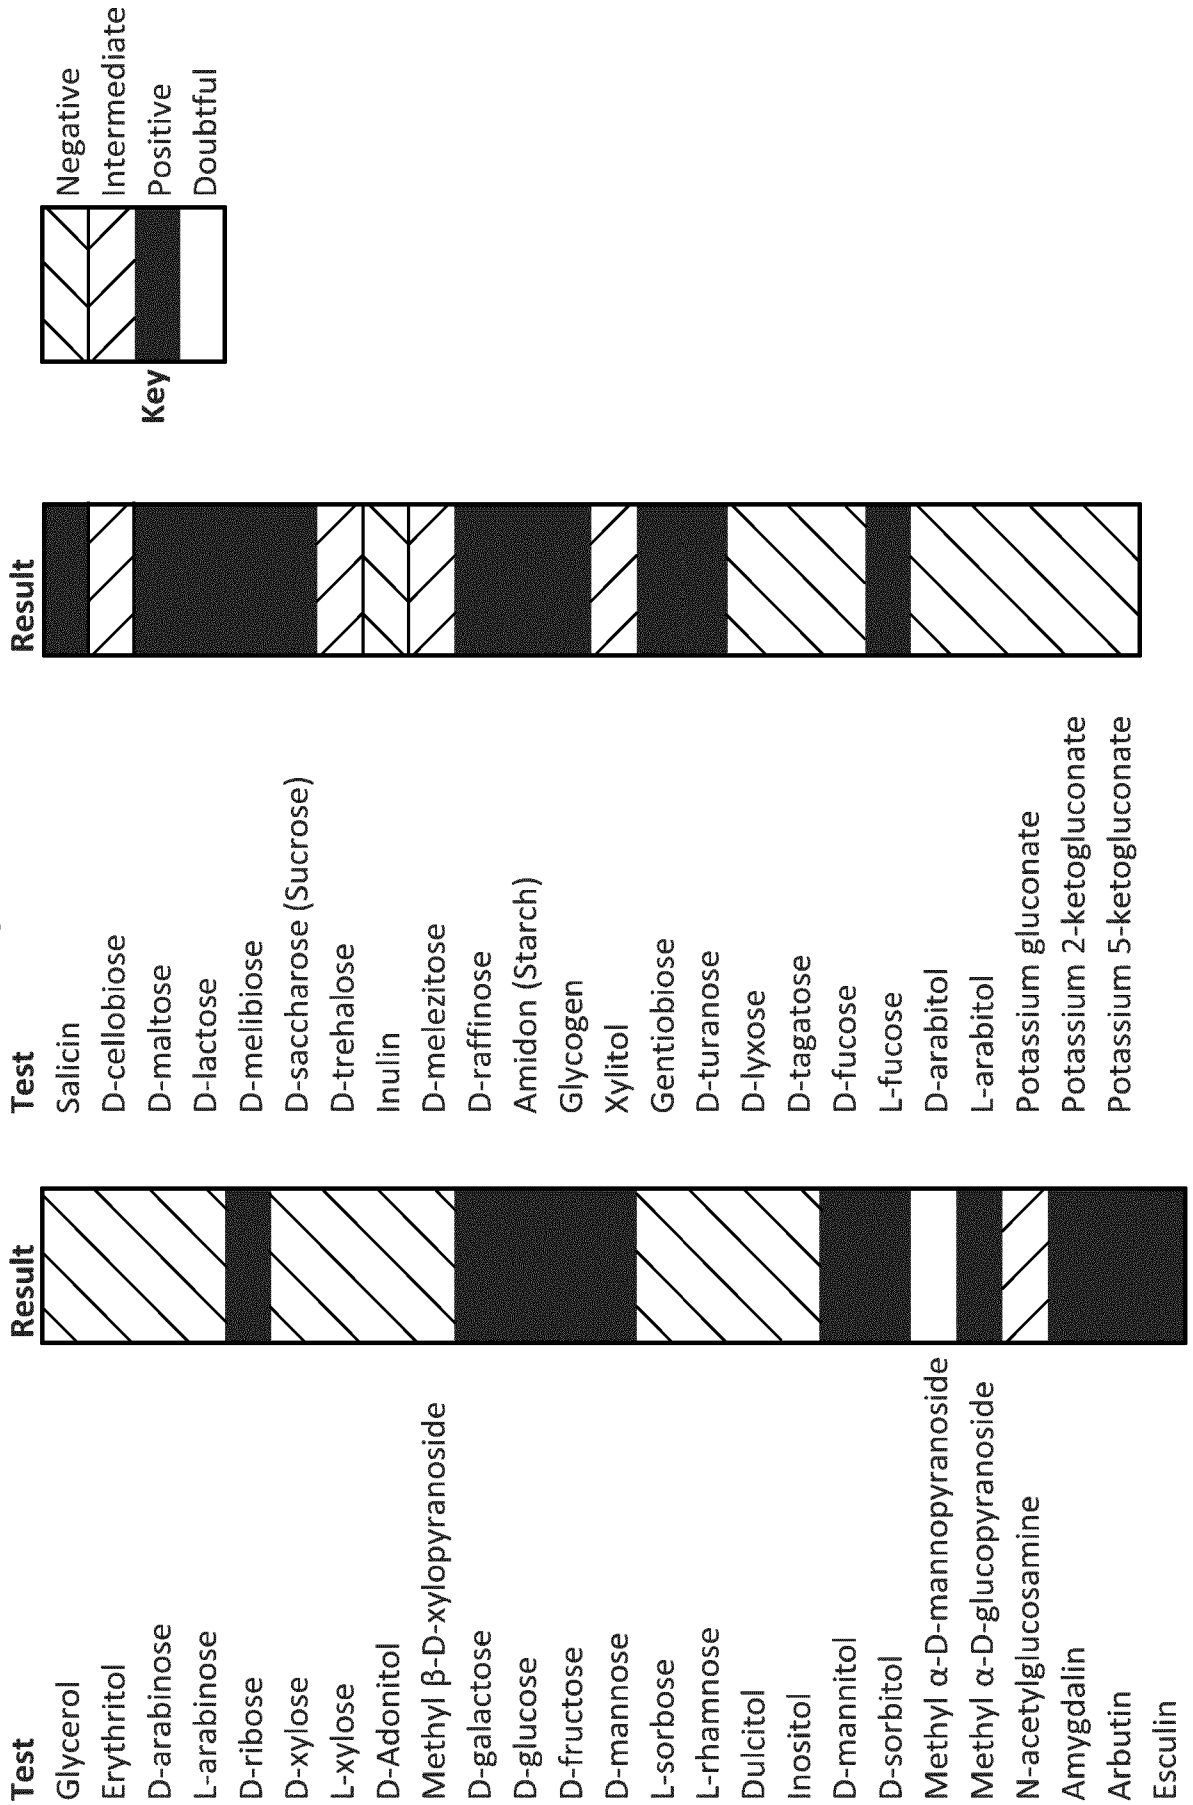 Test
Result
Glycerol
Erythritol
D-arabinose
L-arabinose
D-ribose
D-xylose
L-xylose
D-Adonitol
Methyl β-D-xylopyranoside
D-galactose
D-glucose
D-fructose
D-mannose
L-sorbose
L-rhamnose
Dulcitol
Inositol
D-mannitol
D-sorbitol
Methyl α-D-mannopyranoside
Methyl α-D-glucopyranoside
N-acetylglucosamine
Amygdalin
Arbutin
Esculin
Test
Result
Salicin
D-cellobiose
D-maltose
D-lactose
D-melibiose
D-saccharose (Sucrose)
D-trehalose
Inulin
D-melezitose
D-raffinose
Amidon (Starch)
Glycogen
Xylitol
Gentiobiose
D-turanose
D-lyxose
D-tagatose
D-fucose
L-fucose
D-arabitol
L-arabitol
Potassium gluconate
Potassium 2-ketogluconate
Potassium 5-ketogluconate
Key
Negative
Intermediate
Positive
Doubtful